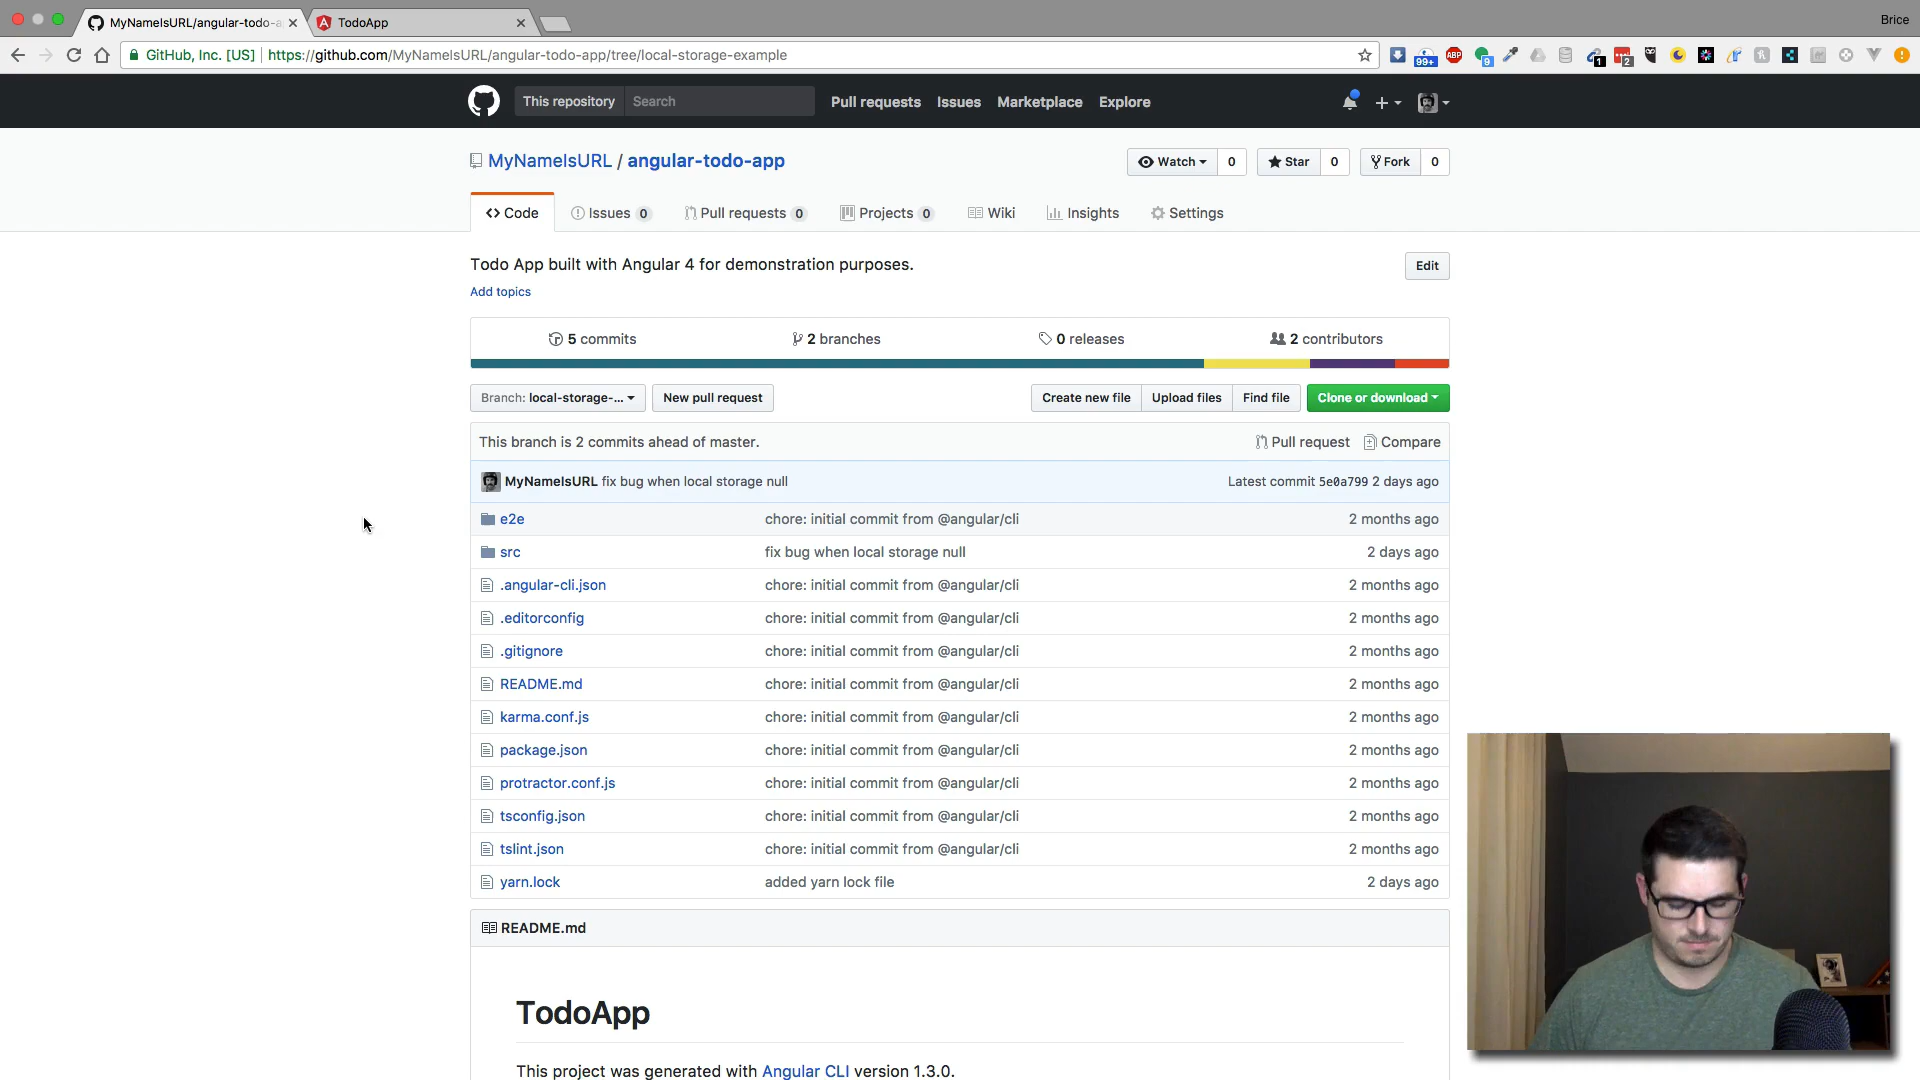 MyNameIsURL/angular-todo-a
TodoApp
Brice
GitHub, Inc. [US]
https://github.com/MyNameIsURL/angular-todo-app/tree/local-storage-example
ABP
99+
9
1
2
This repository
Search
Pull requests
Issues
Marketplace
Explore
MyNameIsURL / angular-todo-app
Watch 0
Star 0
Fork 0
Code
Issues 0
Pull requests 0
Projects 0
Wiki
Insights
Settings
Todo App built with Angular 4 for demonstration purposes.
Edit
Add topics
5 commits
2 branches
0 releases
2 contributors
Branch: local-storage-...
New pull request
Create new file
Upload files
Find file
Clone or download
This branch is 2 commits ahead of master.
Pull request
Compare
MyNameIsURL fix bug when local storage null
Latest commit 5e0a799 2 days ago
e2e chore: initial commit from @angular/cli 2 months ago
src fix bug when local storage null 2 days ago
.angular-cli.json chore: initial commit from @angular/cli 2 months ago
.editorconfig chore: initial commit from @angular/cli 2 months ago
.gitignore chore: initial commit from @angular/cli 2 months ago
README.md chore: initial commit from @angular/cli 2 months ago
karma.conf.js chore: initial commit from @angular/cli 2 months ago
package.json chore: initial commit from @angular/cli 2 months ago
protractor.conf.js chore: initial commit from @angular/cli 2 months ago
tsconfig.json chore: initial commit from @angular/cli 2 months ago
tslint.json chore: initial commit from @angular/cli 2 months ago
yarn.lock added yarn lock file 2 days ago
README.md
TodoApp
This project was generated with Angular CLI version 1.3.0.